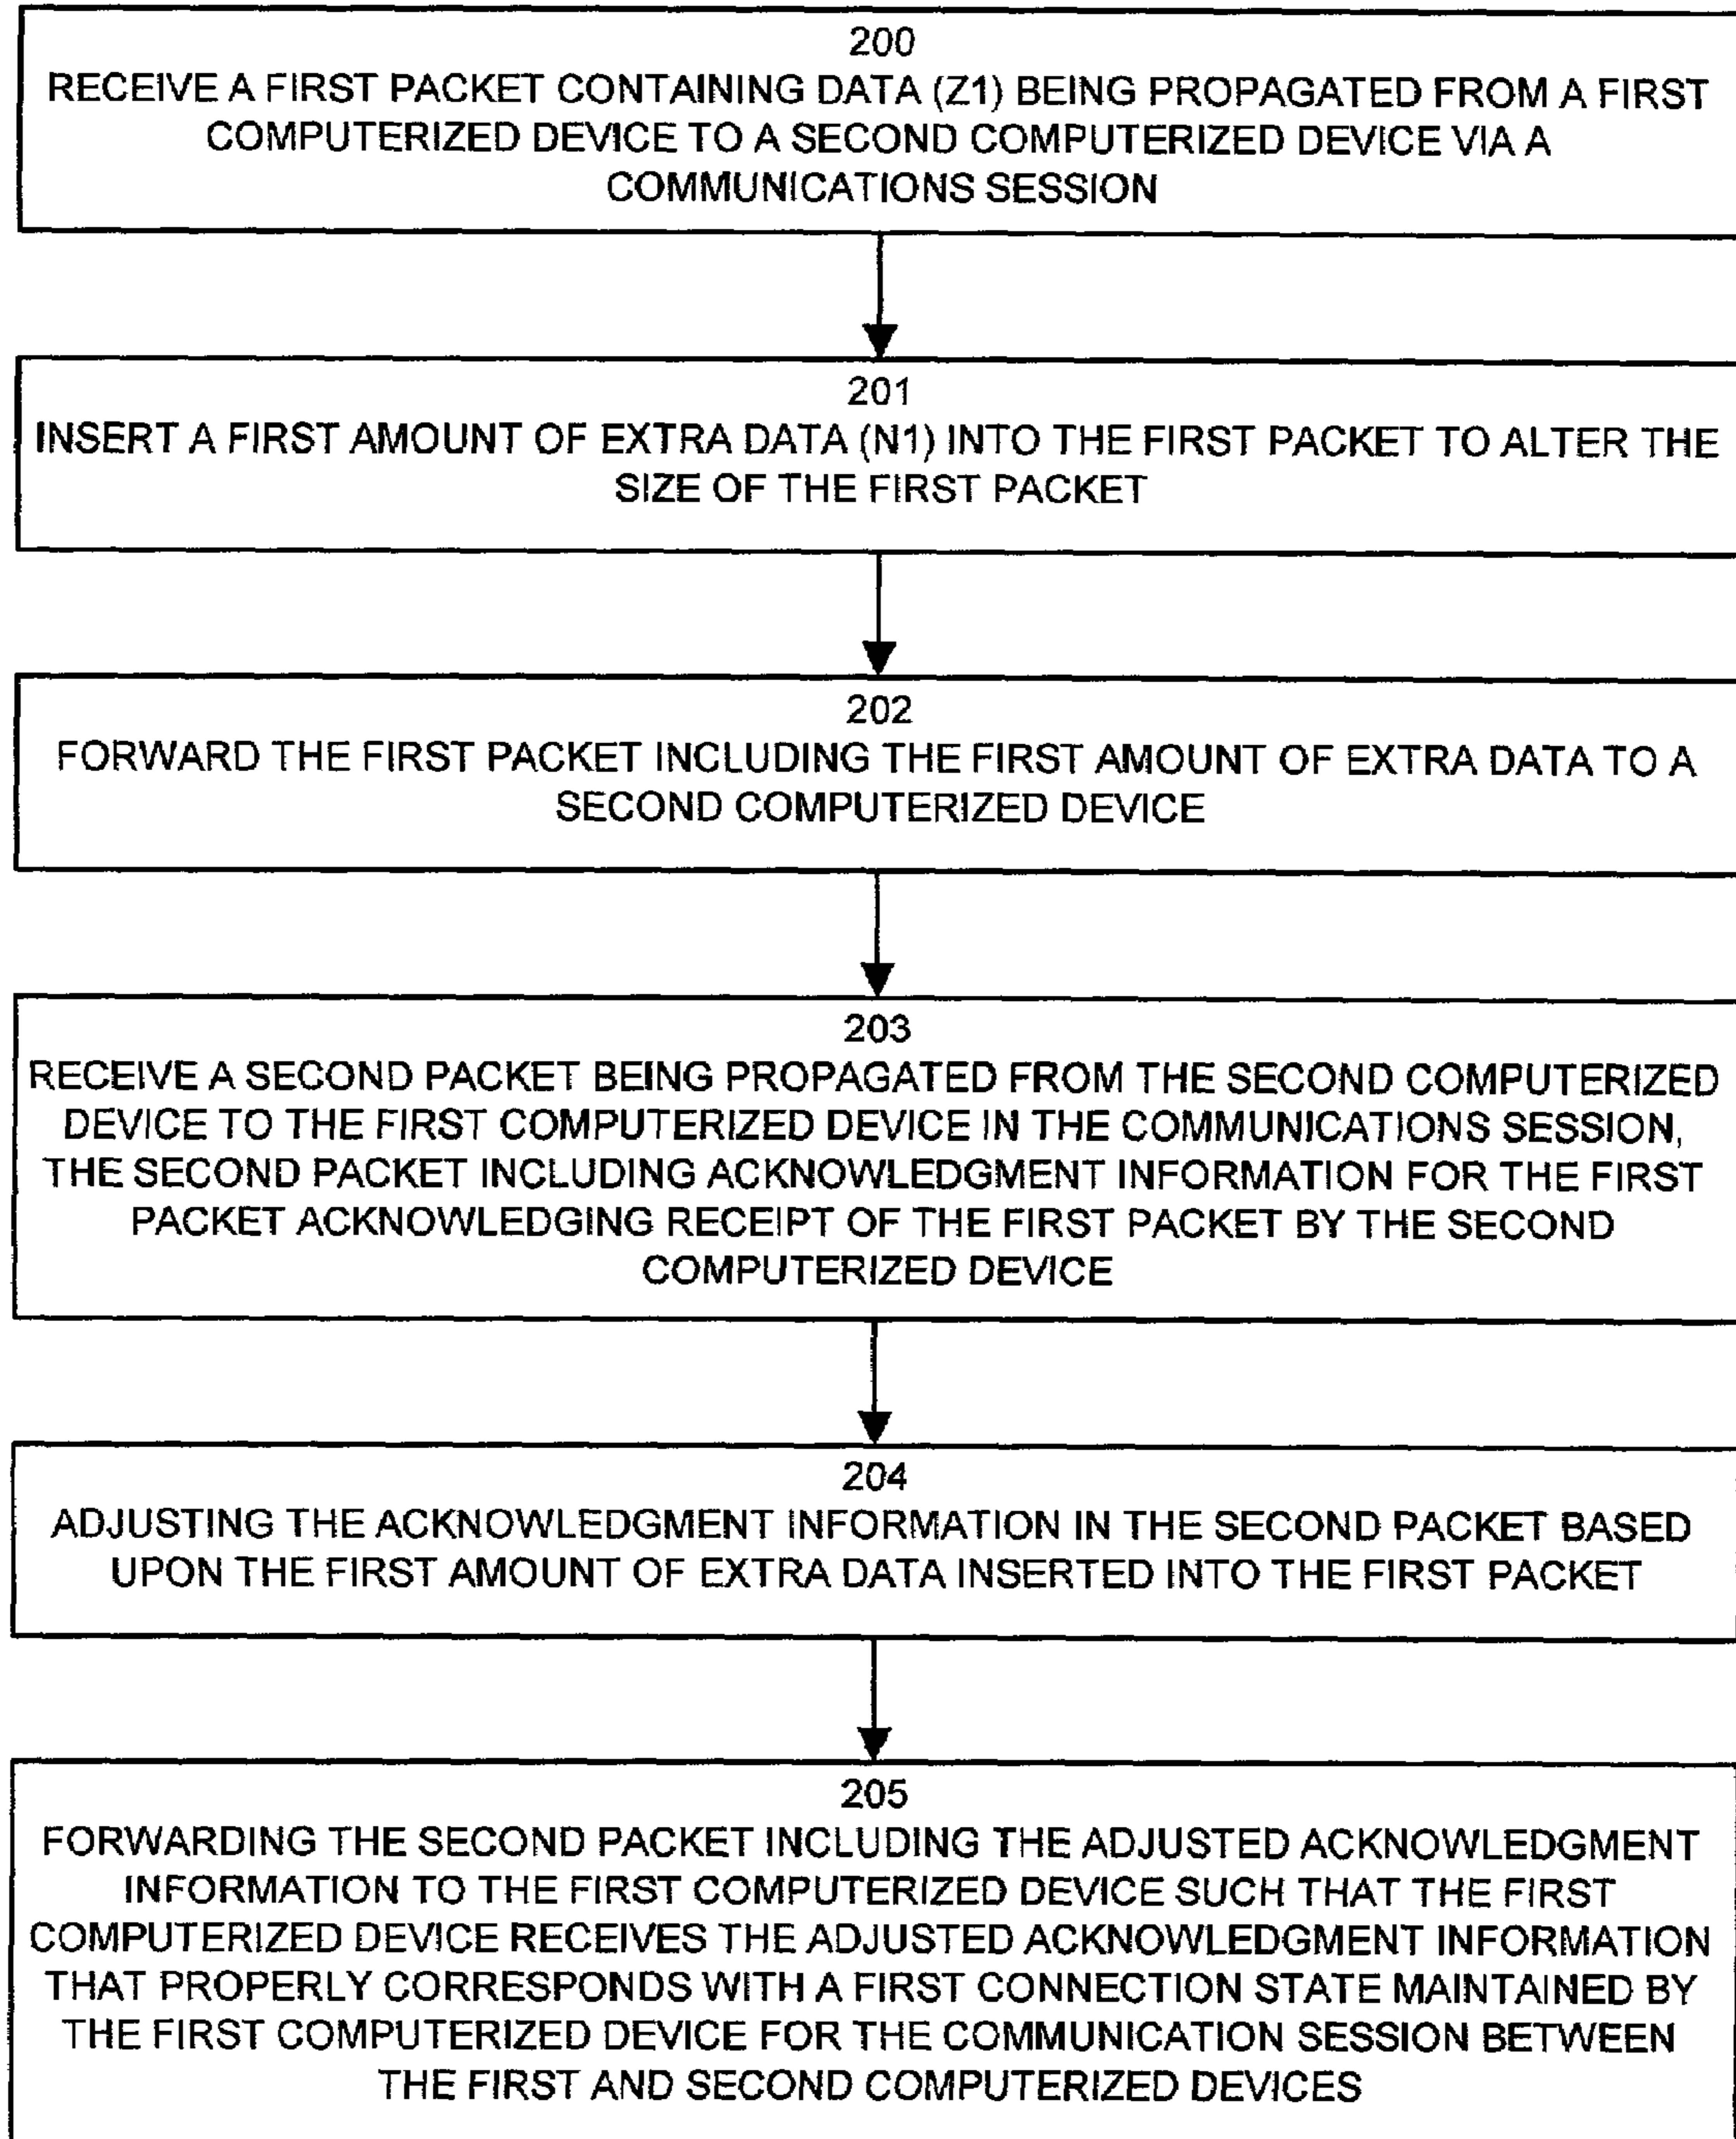 200
RECEIVE A FIRST PACKET CONTAINING DATA (Z1) BEING PROPAGATED FROM A FIRST
COMPUTERIZED DEVICE TO A SECOND COMPUTERIZED DEVICE VIA A
COMMUNICATIONS SESSION
201
INSERT A FIRST AMOUNT OF EXTRA DATA (N1) INTO THE FIRST PACKET TO ALTER THE
SIZE OF THE FIRST PACKET
202
FORWARD THE FIRST PACKET INCLUDING THE FIRST AMOUNT OF EXTRA DATA TO A
SECOND COMPUTERIZED DEVICE
203
RECEIVE A SECOND PACKET BEING PROPAGATED FROM THE SECOND COMPUTERIZED
DEVICE TO THE FIRST COMPUTERIZED DEVICE IN THE COMMUNICATIONS SESSION,
THE SECOND PACKET INCLUDING ACKNOWLEDGMENT INFORMATION FOR THE FIRST
PACKET ACKNOWLEDGING RECEIPT OF THE FIRST PACKET BY THE SECOND
COMPUTERIZED DEVICE
204
ADJUSTING THE ACKNOWLEDGMENT INFORMATION IN THE SECOND PACKET BASED
UPON THE FIRST AMOUNT OF EXTRA DATA INSERTED INTO THE FIRST PACKET
205
FORWARDING THE SECOND PACKET INCLUDING THE ADJUSTED ACKNOWLEDGMENT
INFORMATION TO THE FIRST COMPUTERIZED DEVICE SUCH THAT THE FIRST
COMPUTERIZED DEVICE RECEIVES THE ADJUSTED ACKNOWLEDGMENT INFORMATION
THAT PROPERLY CORRESPONDS WITH A FIRST CONNECTION STATE MAINTAINED BY
THE FIRST COMPUTERIZED DEVICE FOR THE COMMUNICATION SESSION BETWEEN
THE FIRST AND SECOND COMPUTERIZED DEVICES